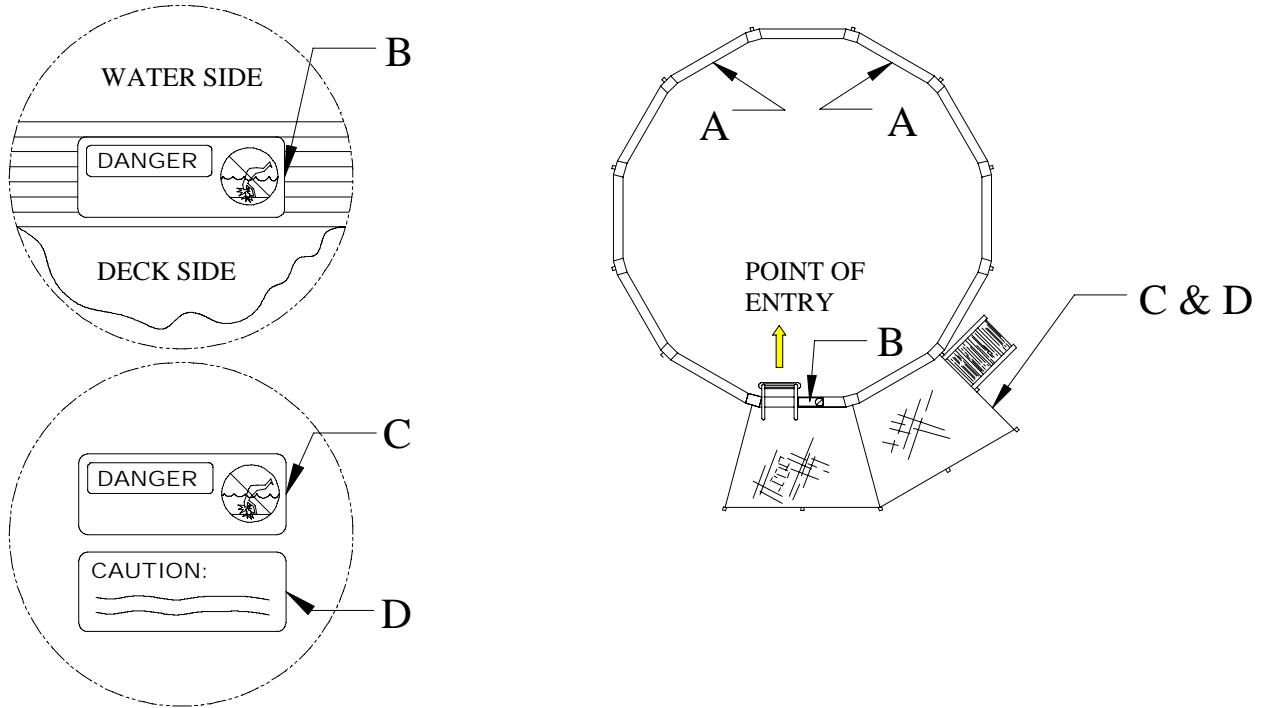 WATER SIDE
B
DANGER
DECK SIDE
C
DANGER
CAUTION:
D
A
A
POINT OF
ENTRY
B
C & D